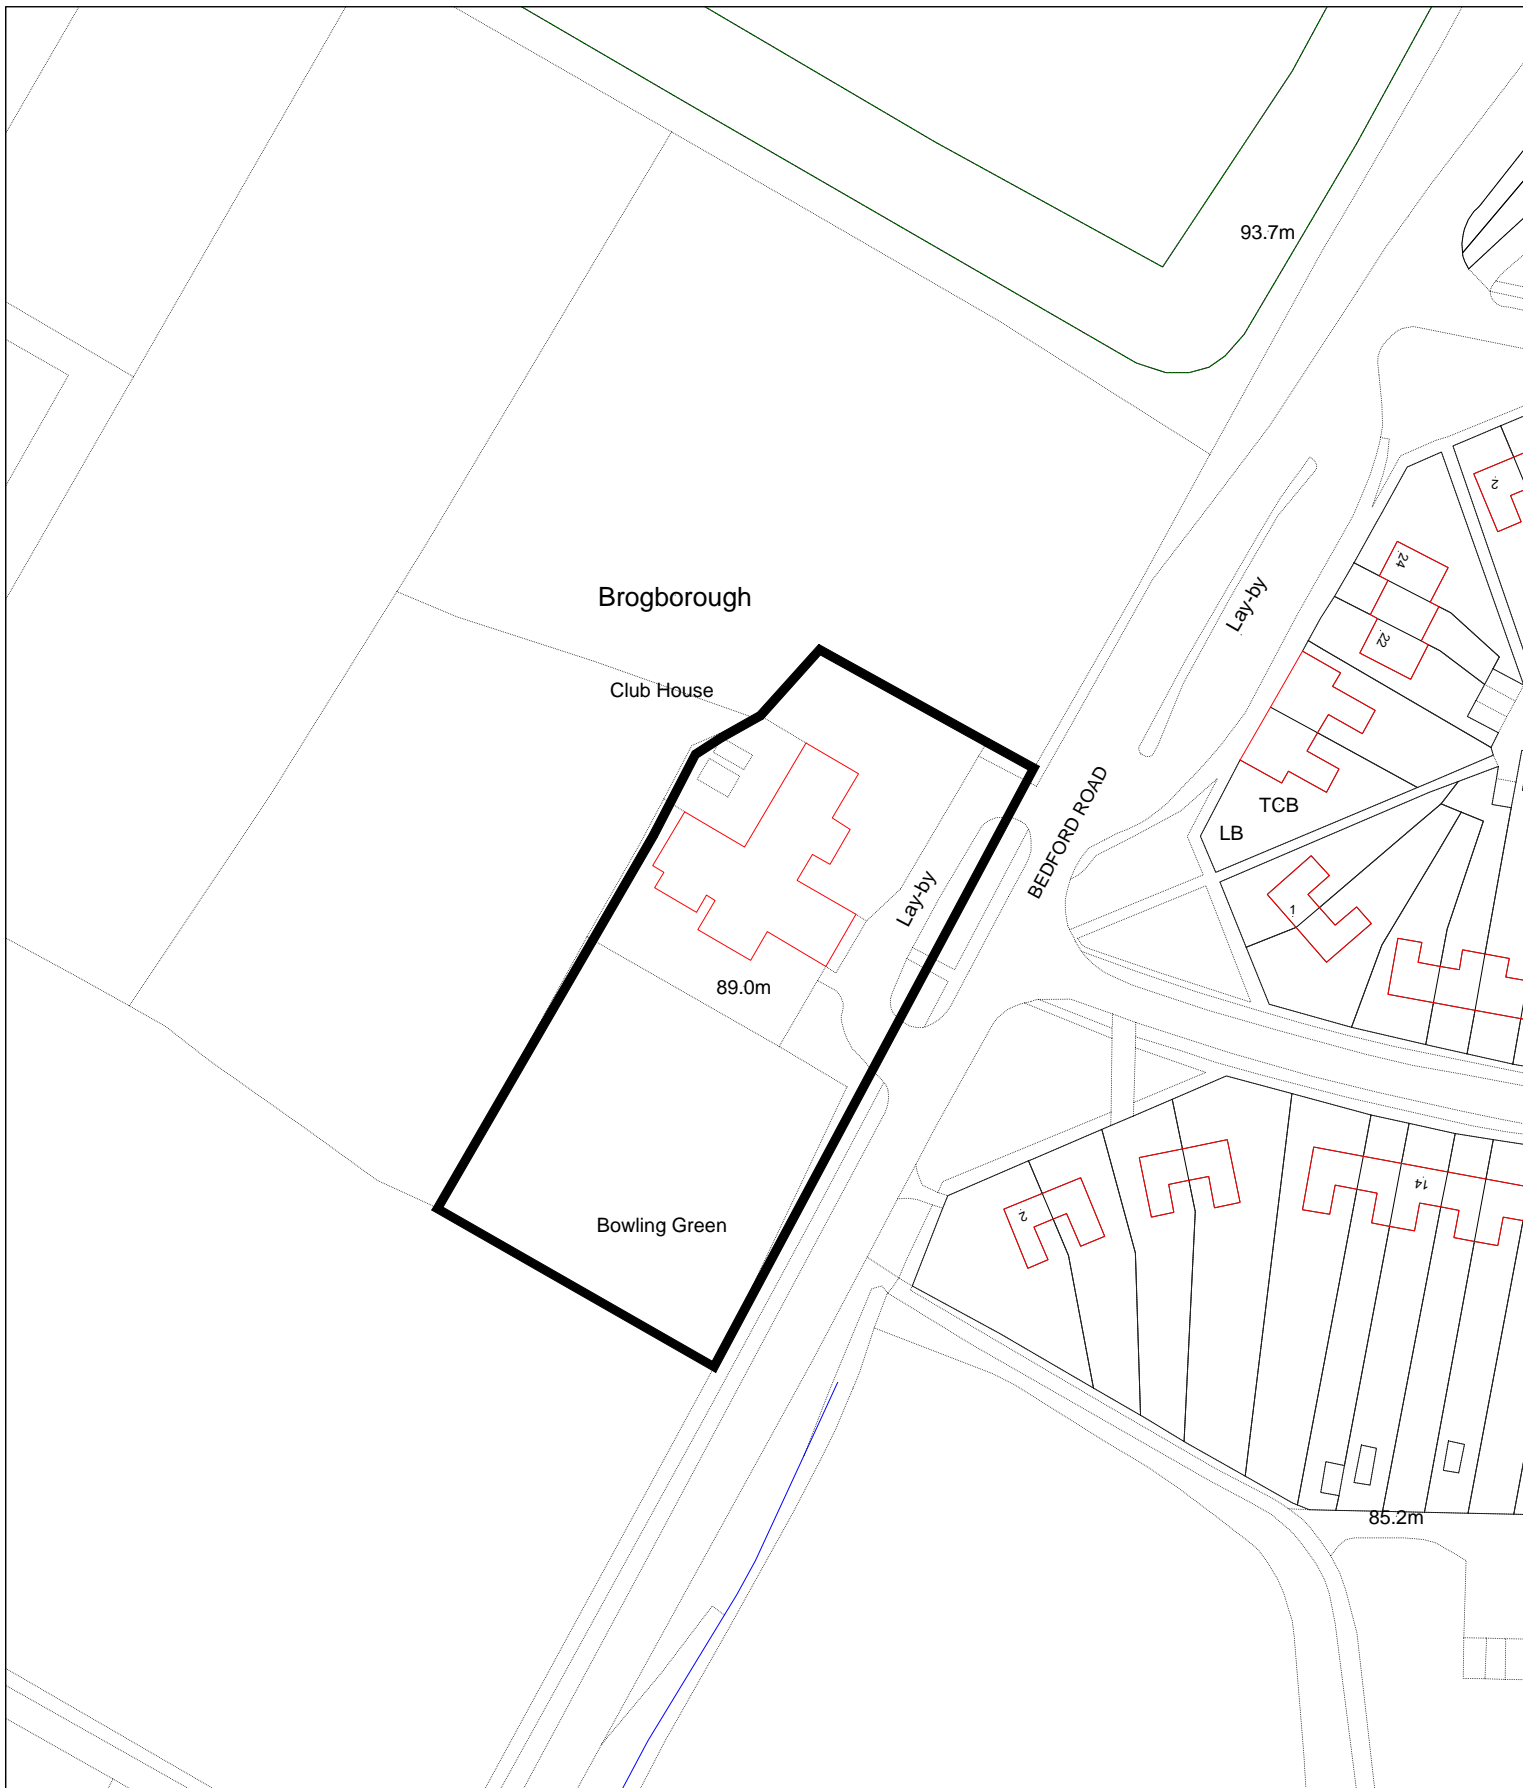 93.7m
2
24
Brogborough
Lay-by
22
Club House
BEDFORD ROAD
TCB
LB
Lay-by
1
89.0m
14
2
Bowling Green
85.2m